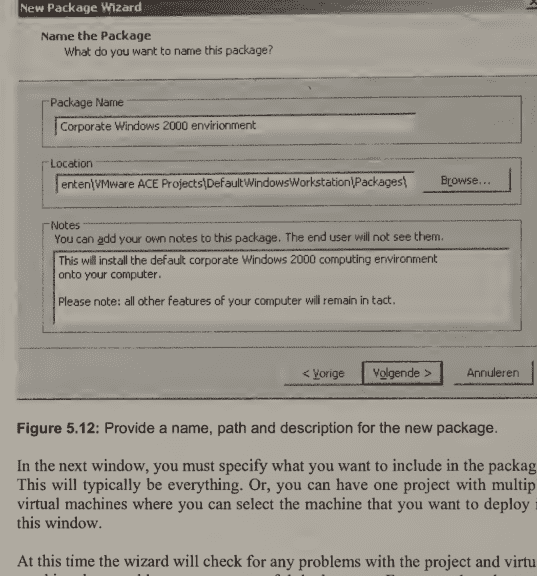 New Package Wizard
Name the Package
What do you want to name this package?
Package Name
Corporate Windows 2000 envirionment
Location
enten\VMware ACE Projects\DefaultWindowsWorkstation\Packages\
Browse...
Notes
You can add your own notes to this package. The end user will not see them.
This will install the default corporate Windows 2000 computing environment
onto your computer.
Please note: all other features of your computer will remain in tact.
< Vorige
Volgende >
Annuleren
Figure 5.12: Provide a name, path and description for the new package.
In the next window, you must specify what you want to include in the packag
This will typically be everything. Or, you can have one project with multip
virtual machines where you can select the machine that you want to deploy
this window.
At this time the wizard will check for any problems with the project and virtu